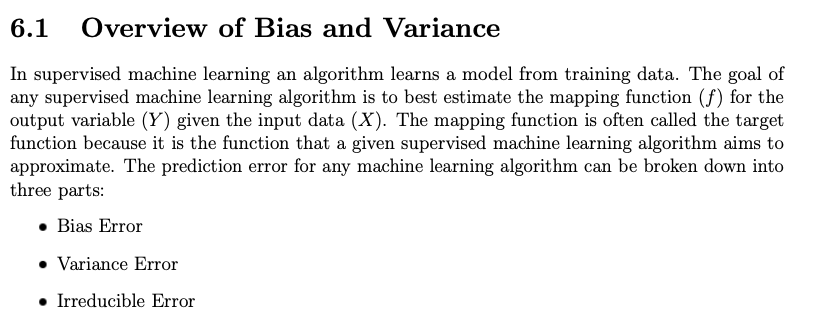 6.1 Overview of Bias and Variance
In supervised machine learning an algorithm learns a model from training data. The goal of
any supervised machine learning algorithm is to best estimate the mapping function (f) for the
output variable (Y) given the input data (X). The mapping function is often called the target
function because it is the function that a given supervised machine learning algorithm aims to
approximate. The prediction error for any machine learning algorithm can be broken down into
three parts:
• Bias Error
• Variance Error
• Irreducible Error